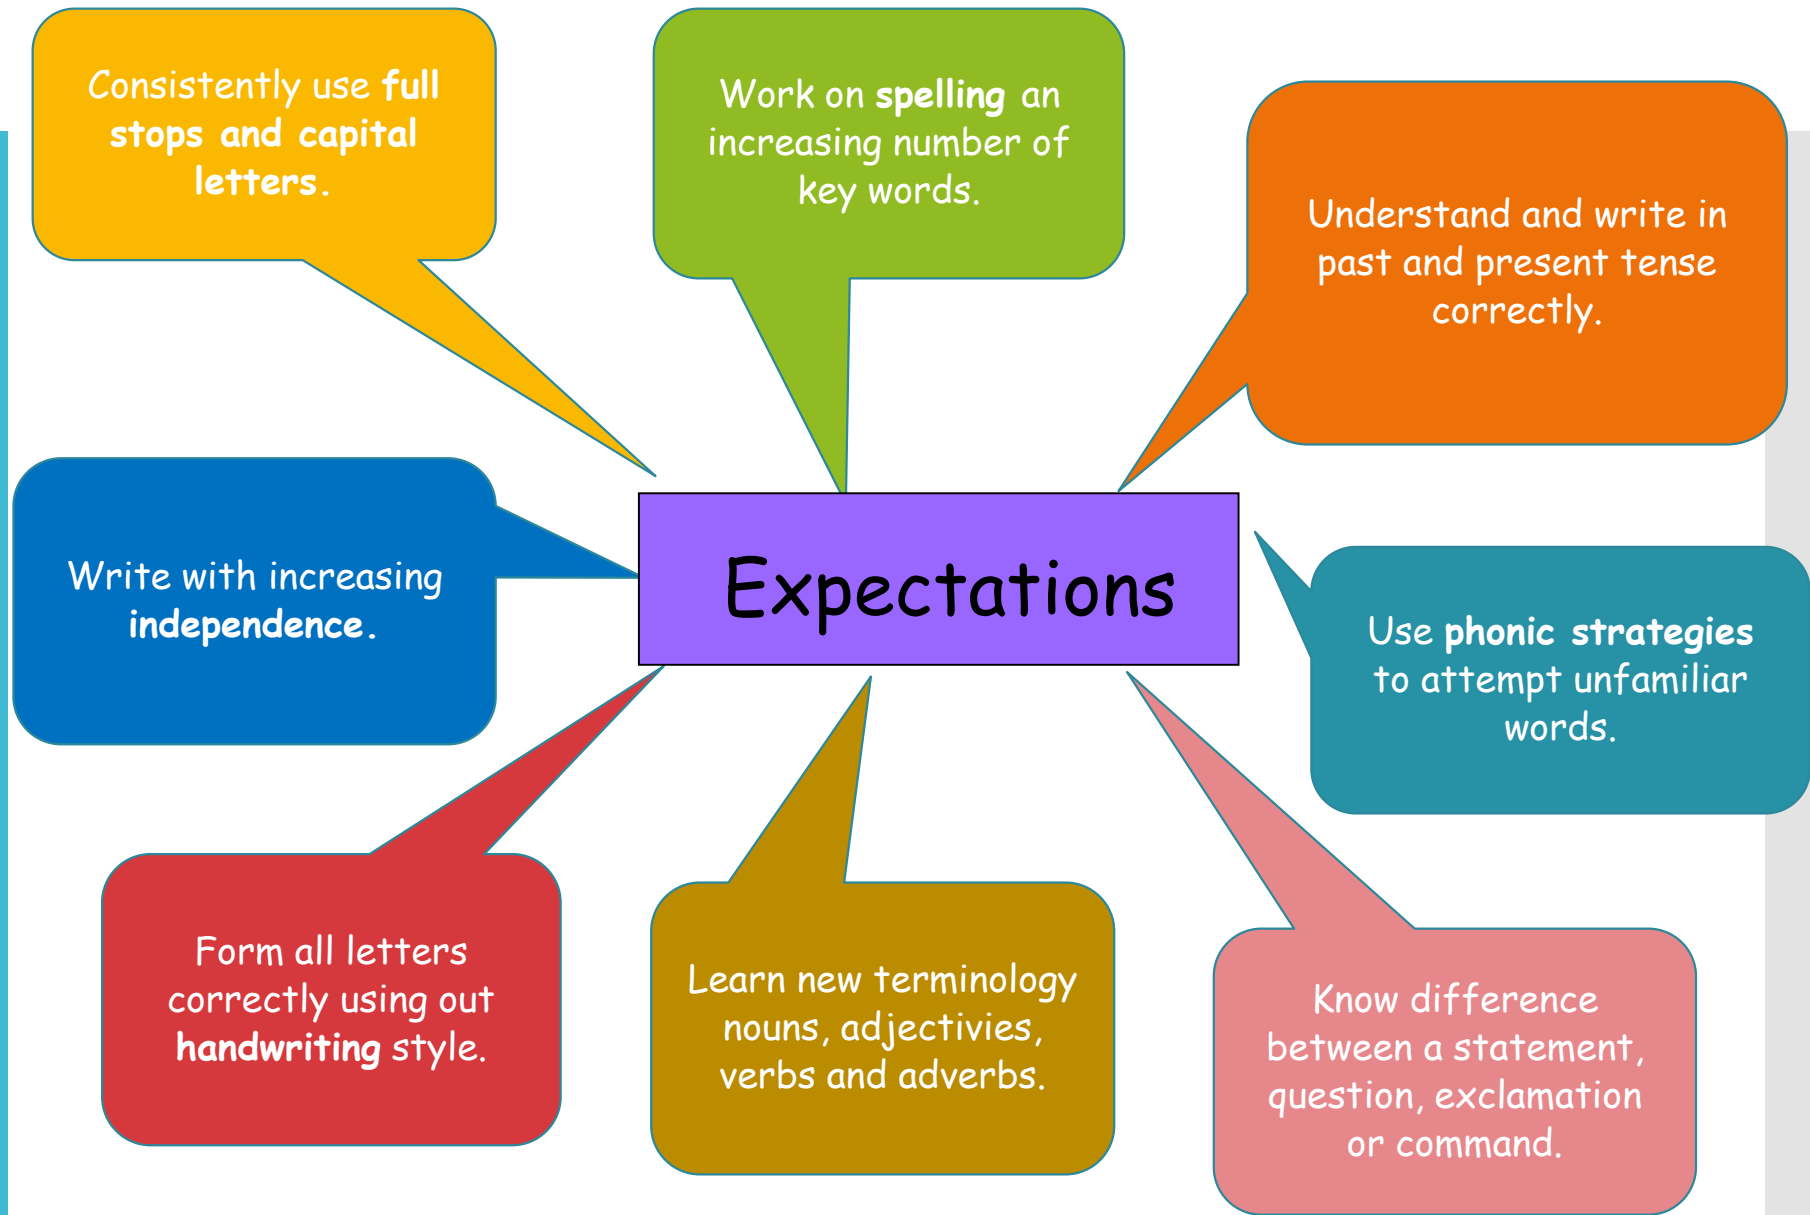 Consistently use full
stops and capital
letters.
Work on spelling an
increasing number of
key words.
Understand and write in
past and present tense
correctly.
Write with increasing
independence.
Expectations
Use phonic strategies
to attempt unfamiliar
words.
Form all letters
correctly using out
handwriting style.
Learn new terminology
nouns, adjectivies,
verbs and adverbs.
Know difference
between a statement,
question, exclamation
or command.